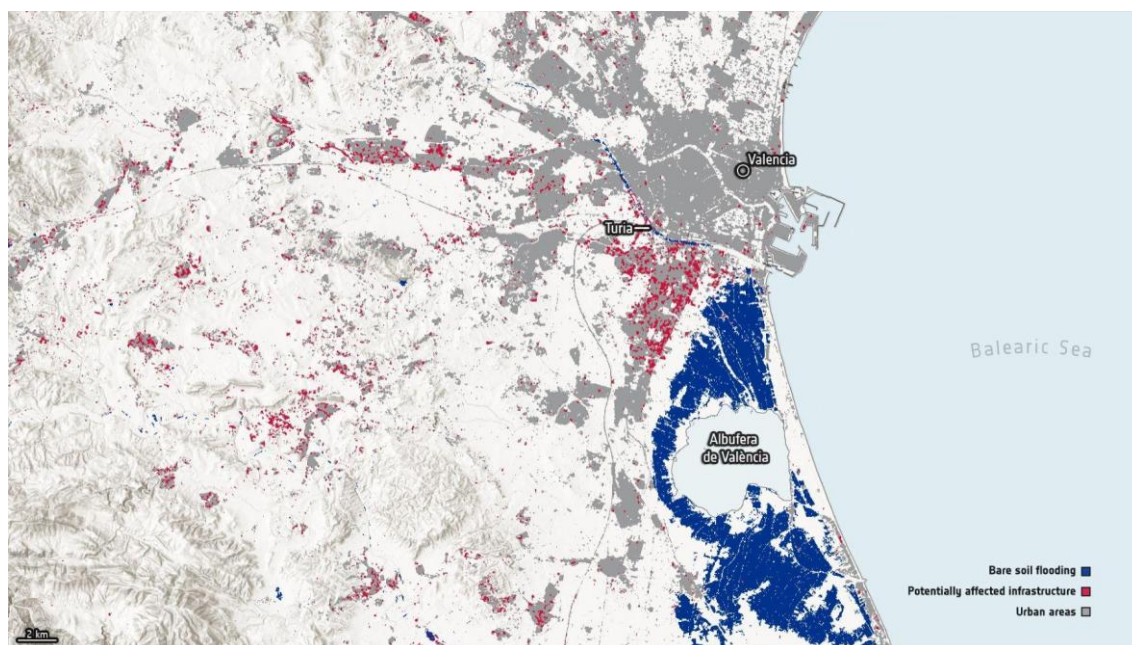 Valencia
Turia
Balearic Sea
Albufera
de València
Bare soil flooding
Potentially affected infrastructure
Urban areas
2 km